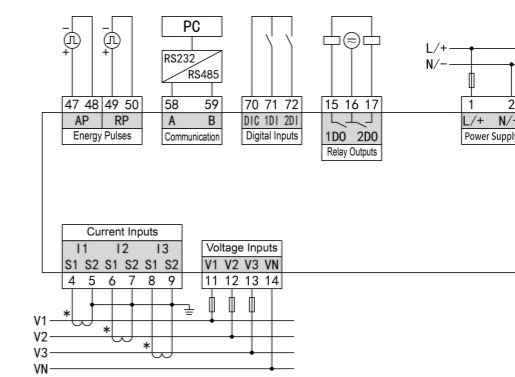 PC
RS232
RS485
L/+
N/-
- -
+ +
47 48 49 50
AP RP
Energy Pulses
58 59
A B
Communication
70 71 72
DIC 1DI 2DI
Digital Inputs
15 16 17
1DO 2DO
Relay Outputs
1 2
L/+ N/-
Power Supply
Current Inputs
I1 I2 I3
S1 S2 S1 S2 S1 S2
4 5 6 7 8 9
Voltage Inputs
V1 V2 V3 VN
11 12 13 14
* * *
V1
V2
V3
VN